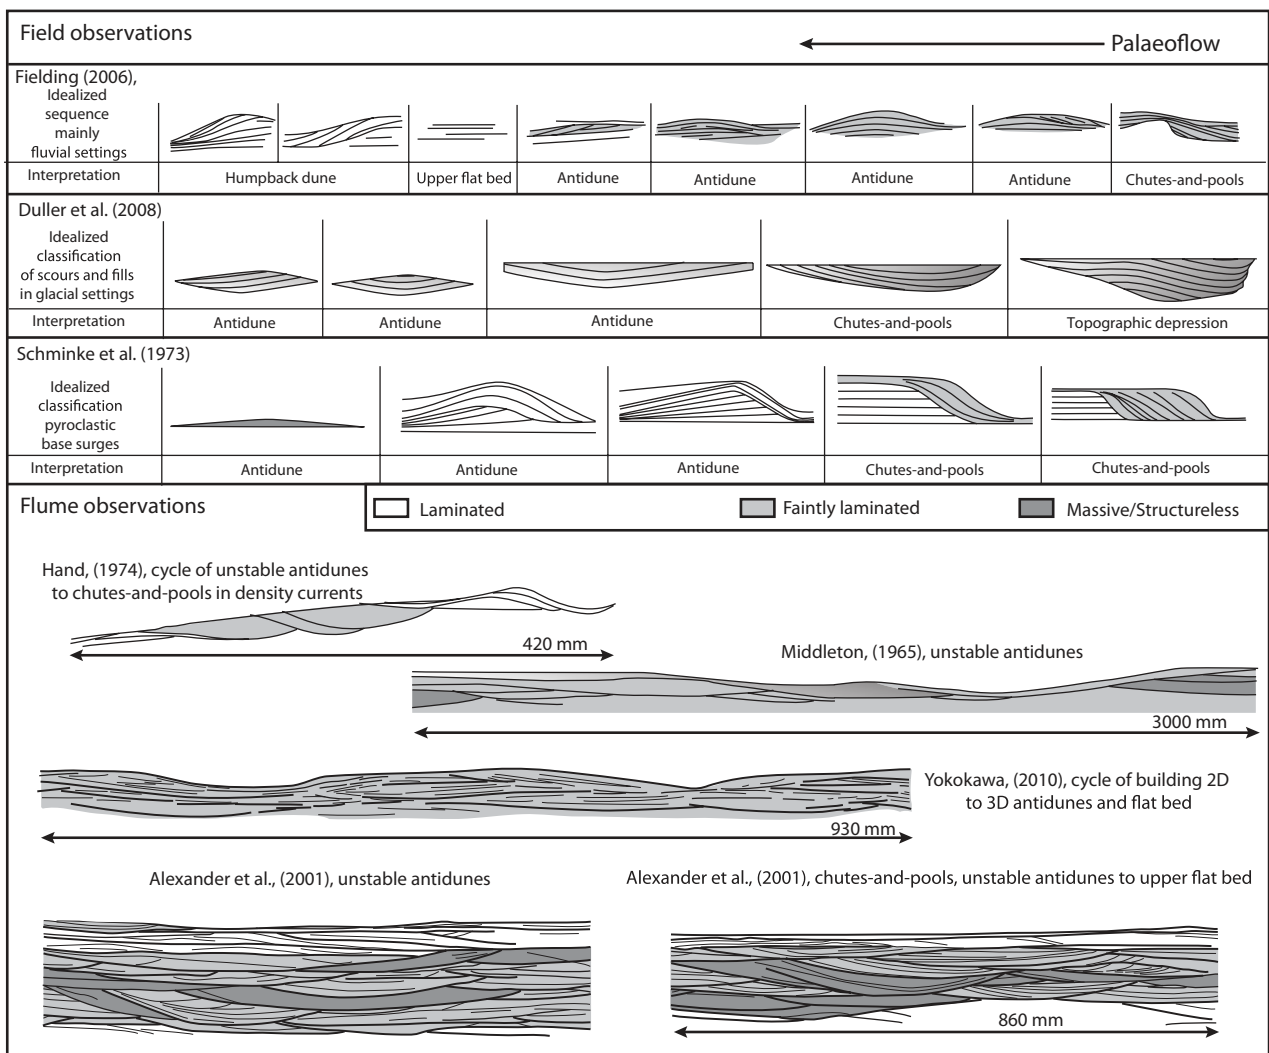 Field observations
Palaeoflow
Fielding (2006),
Idealized
sequence
mainly
fluvial settings
Interpretation
Humpback dune
Upper flat bed
Antidune
Antidune
Antidune
Antidune
Chutes-and-pools
Duller et al. (2008)
Idealized
classification
of scours and fills
in glacial settings
Interpretation
Antidune
Antidune
Antidune
Chutes-and-pools
Topographic depression
Schminke et al. (1973)
Idealized
classification
pyroclastic
base surges
Interpretation
Antidune
Antidune
Antidune
Chutes-and-pools
Chutes-and-pools
Flume observations
Laminated
Faintly laminated
Massive/Structureless
Hand, (1974), cycle of unstable antidunes
to chutes-and-pools in density currents
420 mm
Middleton, (1965), unstable antidunes
3000 mm
Yokokawa, (2010), cycle of building 2D
to 3D antidunes and flat bed
930 mm
Alexander et al., (2001), unstable antidunes
Alexander et al., (2001), chutes-and-pools, unstable antidunes to upper flat bed
860 mm